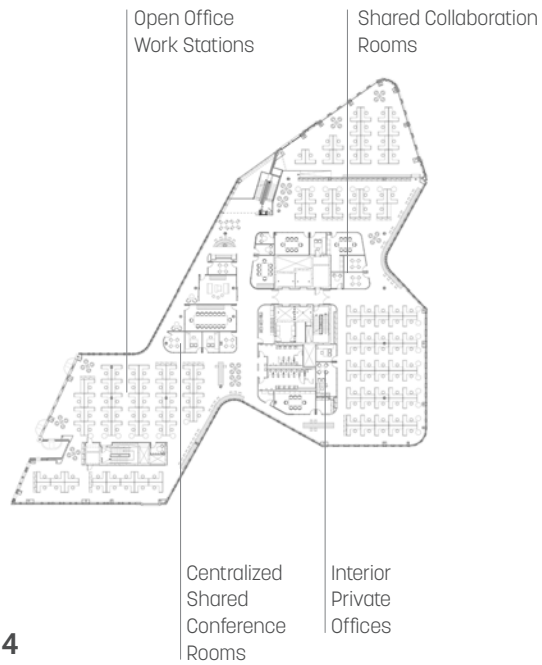 Open Office
Work Stations
Shared Collaboration
Rooms
Centralized
Shared
Conference
Rooms
Interior
Private
Offices
4